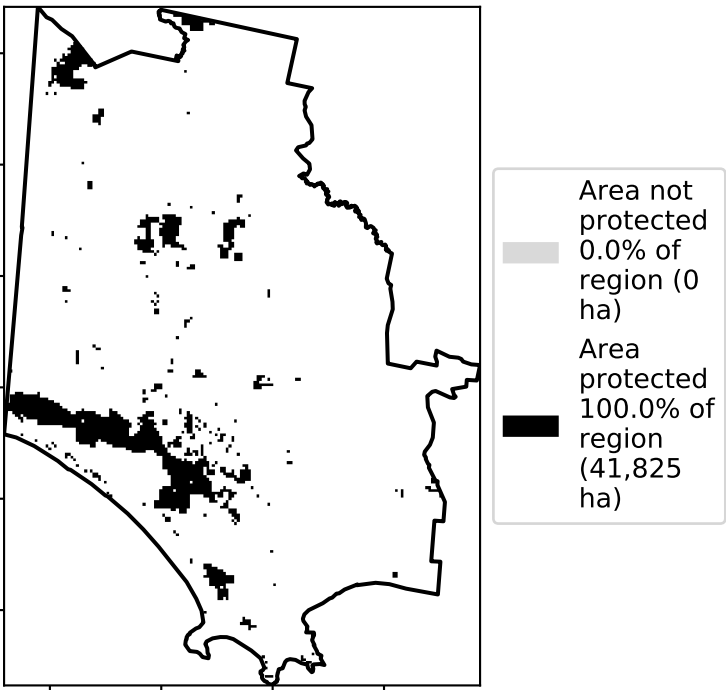 Area not
protected
0.0% of
region (0
ha)
Area
protected
100.0% of
region
(41,825
ha)